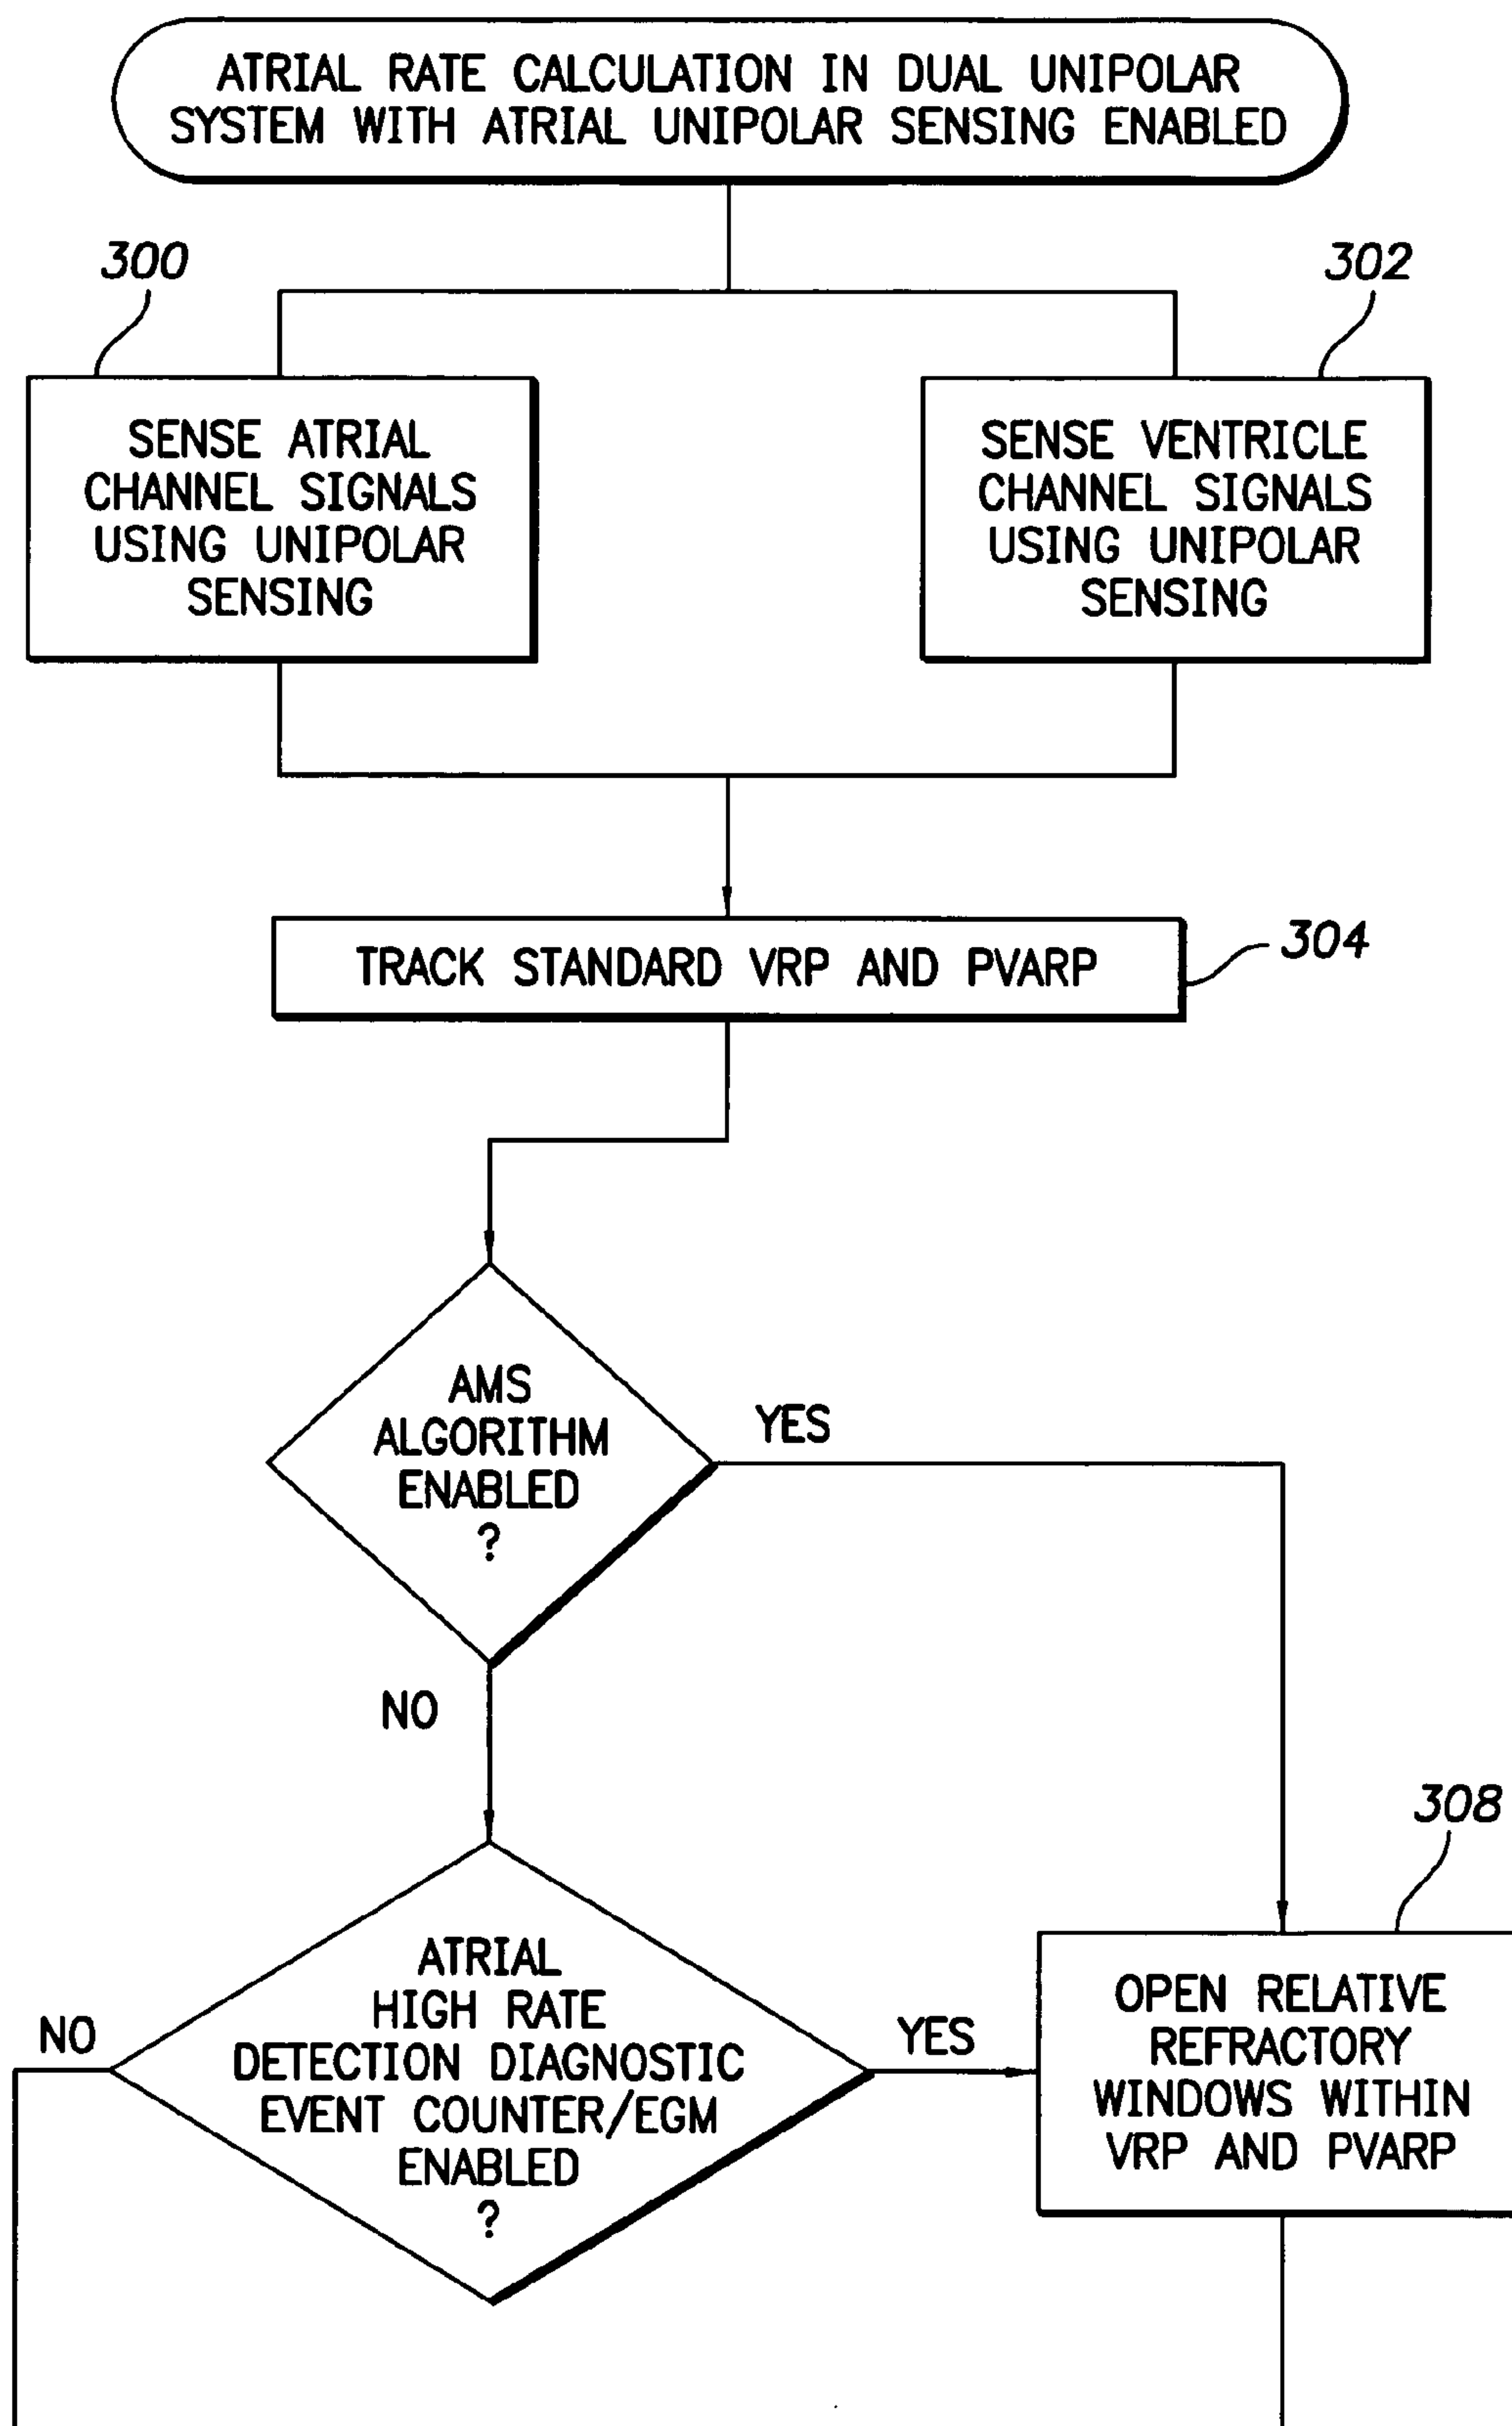 ATRIAL RATE CALCULATION IN DUAL UNIPOLAR
SYSTEM WITH ATRIAL UNIPOLAR SENSING ENABLED
300
302
SENSE ATRIAL
CHANNEL SIGNALS
USING UNIPOLAR
SENSING
SENSE VENTRICLE
CHANNEL SIGNALS
USING UNIPOLAR
SENSING
TRACK STANDARD VRP AND PVARP
304
AMS
ALGORITHM
ENABLED
?
YES
NO
308
ATRIAL
HIGH RATE
DETECTION DIAGNOSTIC
EVENT COUNTER/EGM
ENABLED
?
NO
YES
OPEN RELATIVE
REFRACTORY
WINDOWS WITHIN
VRP AND PVARP